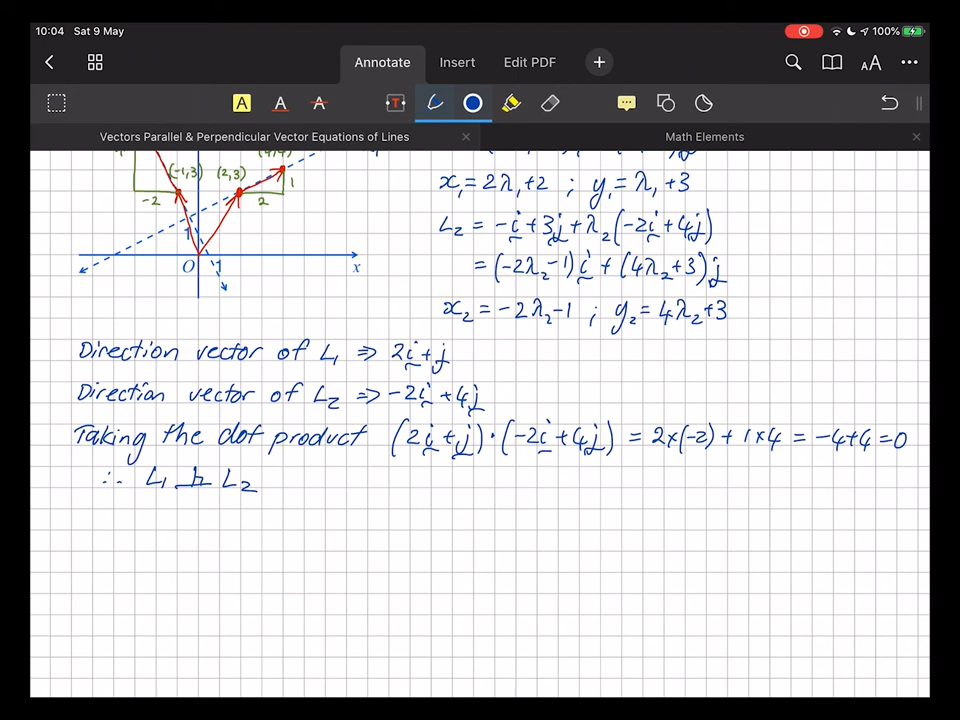 10:04 Sat 9 May 100%
Annotate Insert Edit PDF
Vectors Parallel & Perpendicular Vector Equations of Lines
Math Elements
(-1,3) (2,3)
-2 2 1
1
O 1 x
x₁ = 2λ₁ + 2 ; y₁ = λ₁ + 3
L₂ = -i + 3j + λ₂(-2i + 4j)
= (-2λ₂ - 1)i + (4λ₂ + 3)j
x₂ = -2λ₂ - 1 ; y₂ = 4λ₂ + 3
Direction vector of L₁ ⇒ 2i + j
Direction vector of L₂ ⇒ -2i + 4j
Taking the dot product (2i + j)·(-2i + 4j) = 2×(-2) + 1×4 = -4+4 = 0
∴ L₁ ⊥ L₂